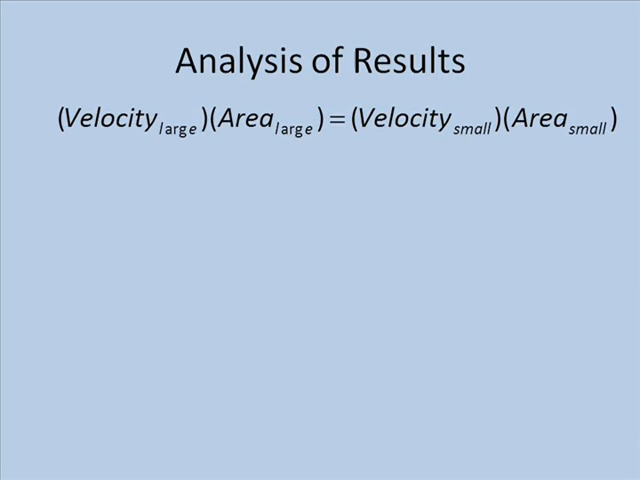 Analysis of Results
(Velocity_large)(Area_large) = (Velocity_small)(Area_small)